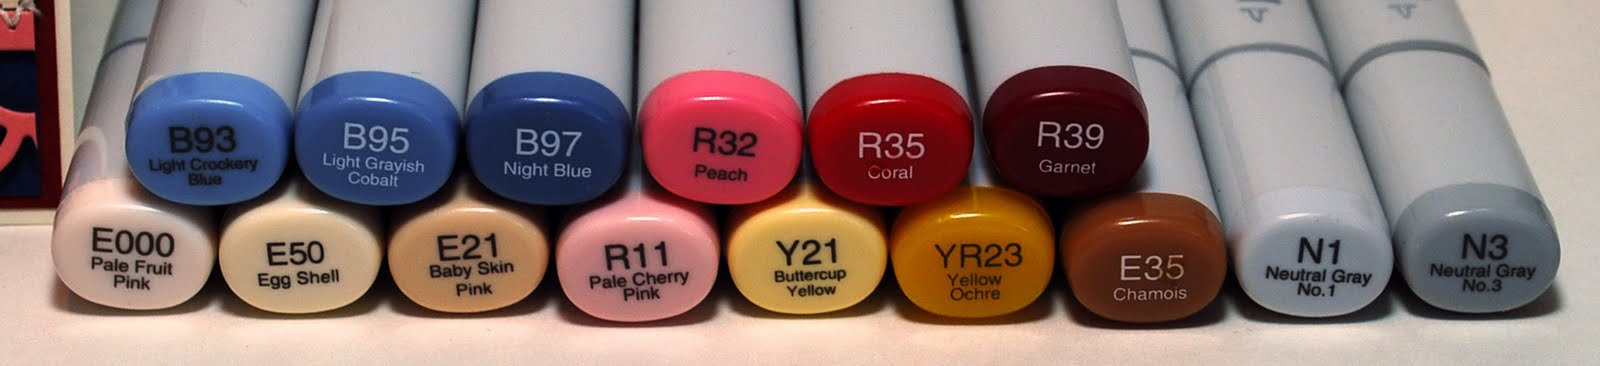 B93
Light Crockery
Blue
B95
Light Grayish
Cobalt
B97
Night Blue
R32
Peach
R35
Coral
R39
Garnet
E000
Pale Fruit
Pink
E50
Egg Shell
E21
Baby Skin
Pink
R11
Pale Cherry
Pink
Y21
Buttercup
Yellow
YR23
Yellow
Ochre
E35
Chamois
N1
Neutral Gray
No.1
N3
Neutral Gray
No.3